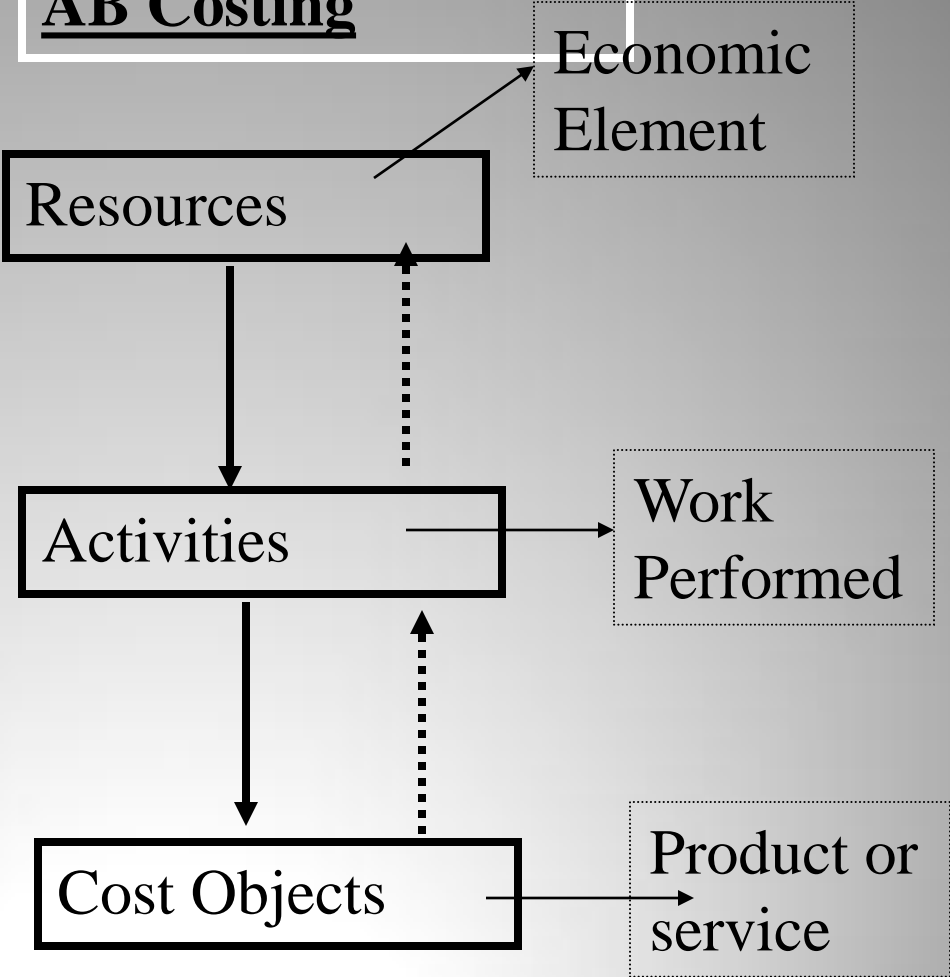 AB Costing
Economic
Element
Resources
Activities
Work
Performed
Cost Objects
Product or
service